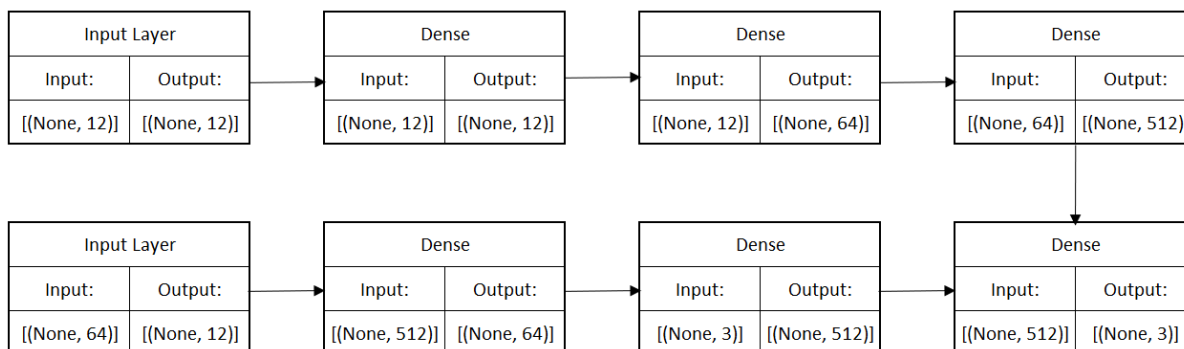 Input Layer Dense Dense Dense
Input: Output: Input: Output: Input: Output: Input: Output:
[(None, 12)] [(None, 12)] [(None, 12)] [(None, 12)] [(None, 12)] [(None, 64)] [(None, 64)] [(None, 512)
Input Layer Dense Dense Dense
Input: Output: Input: Output: Input: Output: Input: Output:
[(None, 64)] [(None, 12)] [(None, 512)] [(None, 64)] [(None, 3)] [(None, 512)] [(None, 512)] [(None, 3)]